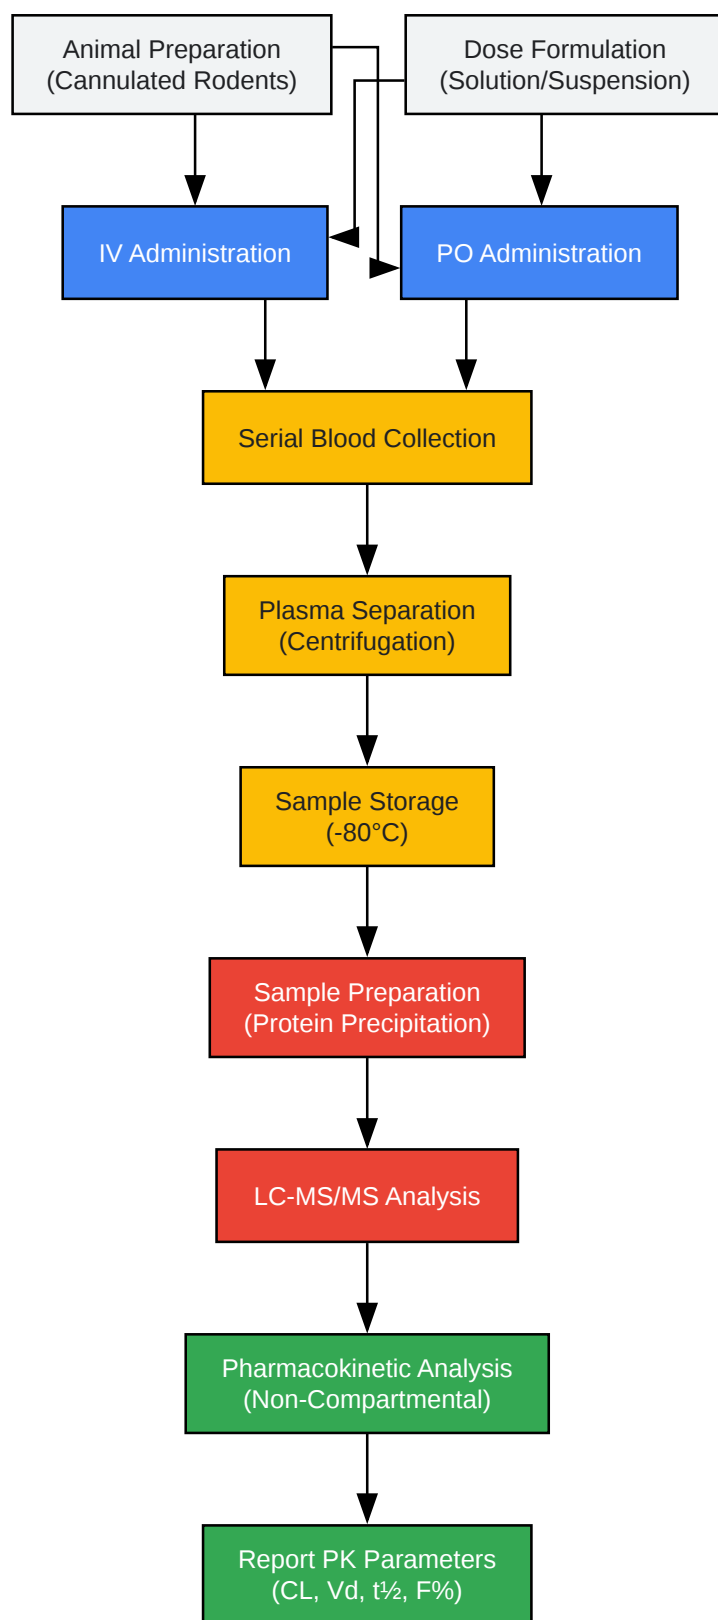 Animal Preparation
(Cannulated Rodents)
Dose Formulation
(Solution/Suspension)
IV Administration
PO Administration
Serial Blood Collection
Plasma Separation
(Centrifugation)
Sample Storage
(-80°C)
Sample Preparation
(Protein Precipitation)
LC-MS/MS Analysis
Pharmacokinetic Analysis
(Non-Compartmental)
Report PK Parameters
(CL, Vd, t½, F%)